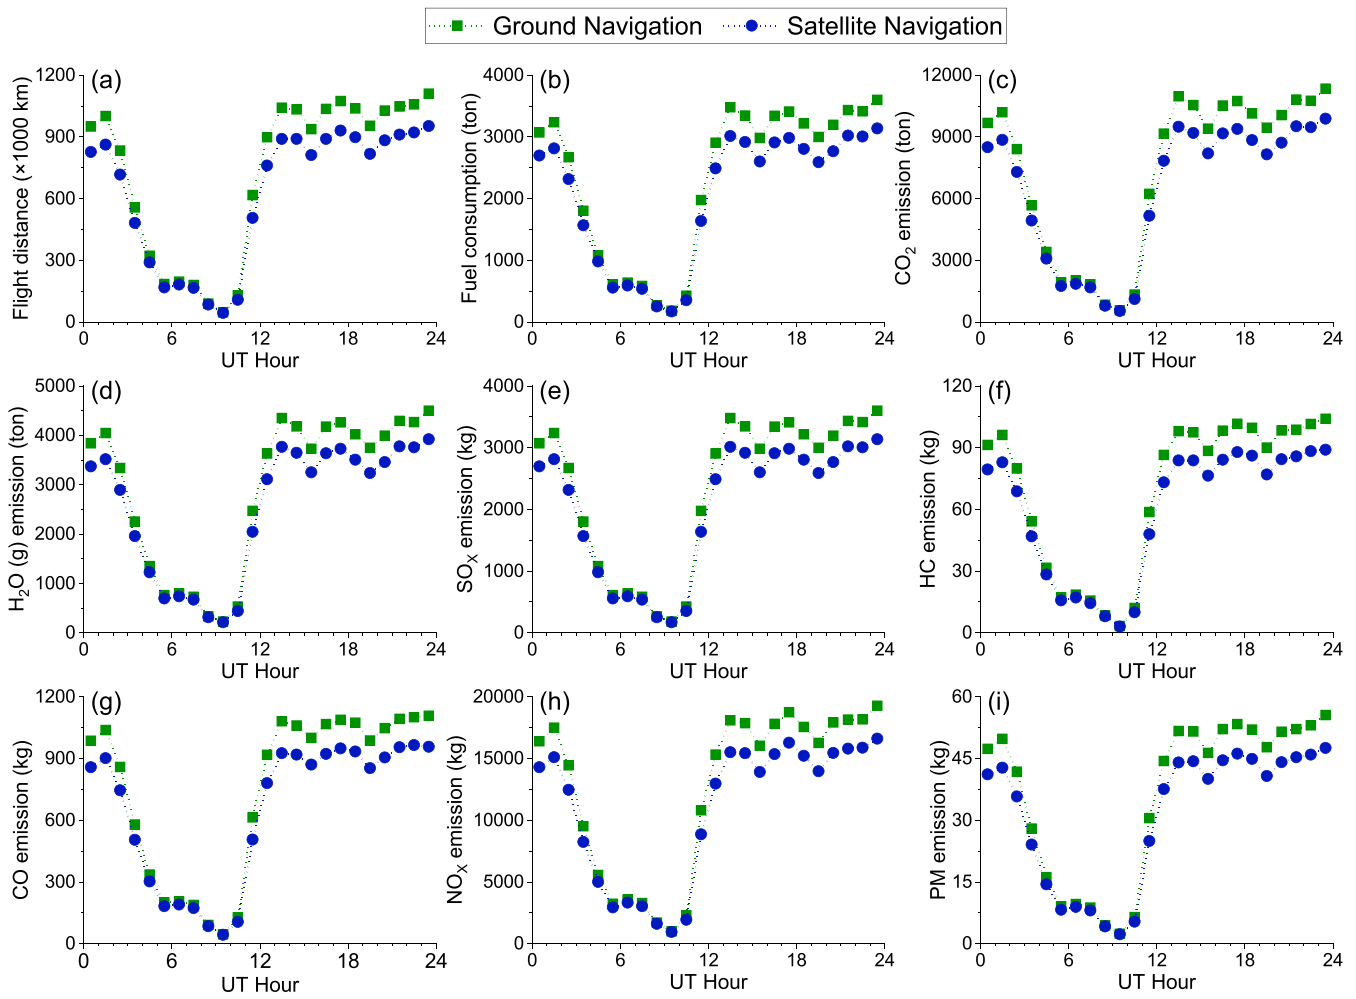 Ground Navigation Satellite Navigation
(a)
Flight distance (×1000 km)
1200
900
600
300
0
0 6 12 18 24
UT Hour
(b)
Fuel consumption (ton)
4000
3000
2000
1000
0
0 6 12 18 24
UT Hour
(c)
CO2 emission (ton)
12000
9000
6000
3000
0
0 6 12 18 24
UT Hour
(d)
H2O (g) emission (ton)
5000
4000
3000
2000
1000
0
0 6 12 18 24
UT Hour
(e)
SOX emission (kg)
4000
3000
2000
1000
0
0 6 12 18 24
UT Hour
(f)
HC emission (kg)
120
90
60
30
0
0 6 12 18 24
UT Hour
(g)
CO emission (kg)
1200
900
600
300
0
0 6 12 18 24
UT Hour
(h)
NOX emission (kg)
20000
15000
10000
5000
0
0 6 12 18 24
UT Hour
(i)
PM emission (kg)
60
45
30
15
0
0 6 12 18 24
UT Hour